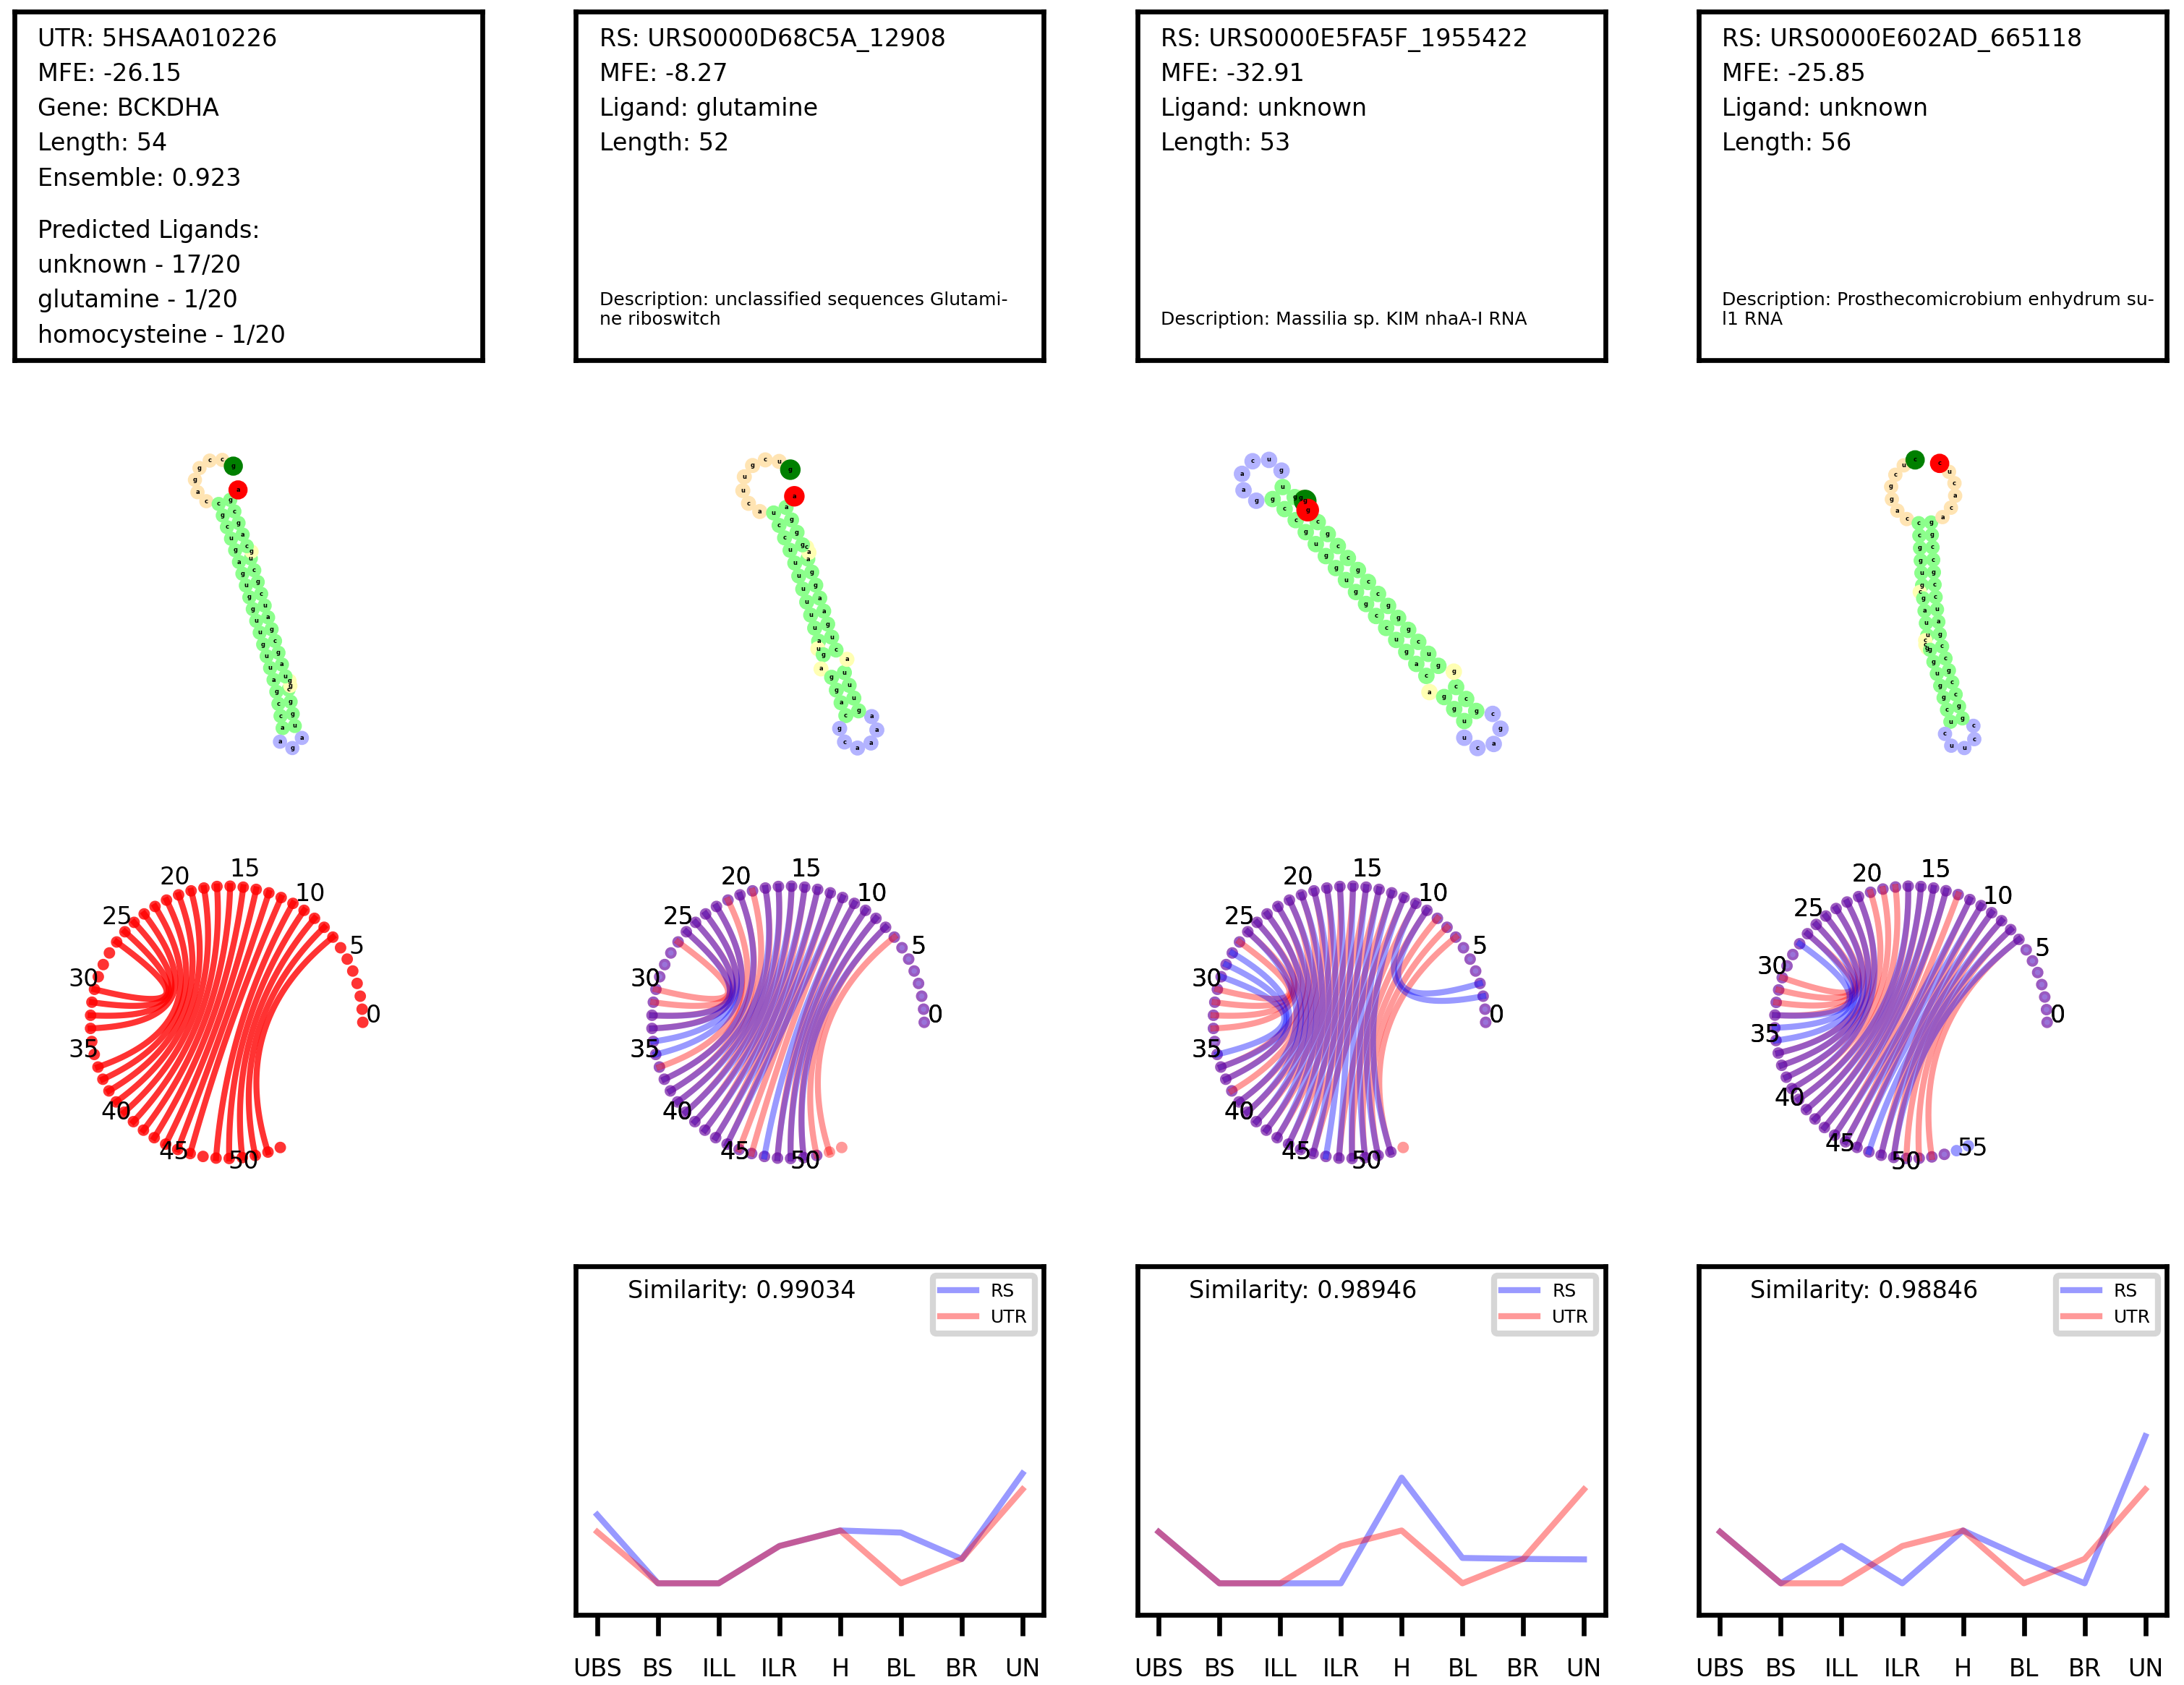 UTR: 5HSAA010226
MFE: -26.15
Gene: BCKDHA
Length: 54
Ensemble: 0.923
Predicted Ligands:
unknown - 17/20
glutamine - 1/20
homocysteine - 1/20
RS: URS0000D68C5A_12908
MFE: -8.27
Ligand: glutamine
Length: 52
Description: unclassified sequences Glutami-
ne riboswitch
RS: URS0000E5FA5F_1955422
MFE: -32.91
Ligand: unknown
Length: 53
Description: Massilia sp. KIM nhaA-I RNA
RS: URS0000E602AD_665118
MFE: -25.85
Ligand: unknown
Length: 56
Description: Prosthecomicrobium enhydrum su-
l1 RNA
0 5 10 15 20 25 30 35 40 45 50
0 5 10 15 20 25 30 35 40 45 50
0 5 10 15 20 25 30 35 40 45 50
0 5 10 15 20 25 30 35 40 45 50 55
Similarity: 0.99034
RS
UTR
UBS BS ILL ILR H BL BR UN
Similarity: 0.98946
RS
UTR
UBS BS ILL ILR H BL BR UN
Similarity: 0.98846
RS
UTR
UBS BS ILL ILR H BL BR UN